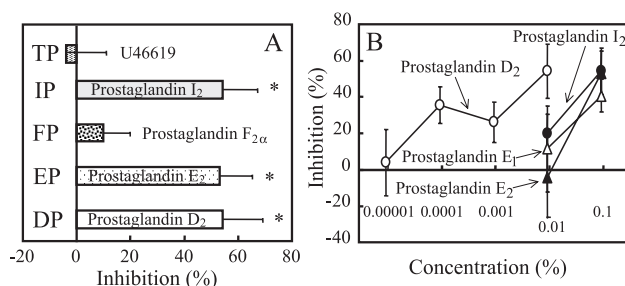 A
TP
U46619
IP
Prostaglandin I2
*
FP
Prostaglandin F2α
EP
Prostaglandin E2
*
DP
Prostaglandin D2
*
-20 0 20 40 60 80
Inhibition (%)
B
Prostaglandin I2
Prostaglandin D2
Prostaglandin E1
Prostaglandin E2
Inhibition (%)
80
60
40
20
0
-40
0.00001 0.0001 0.001 0.01 0.1
Concentration (%)